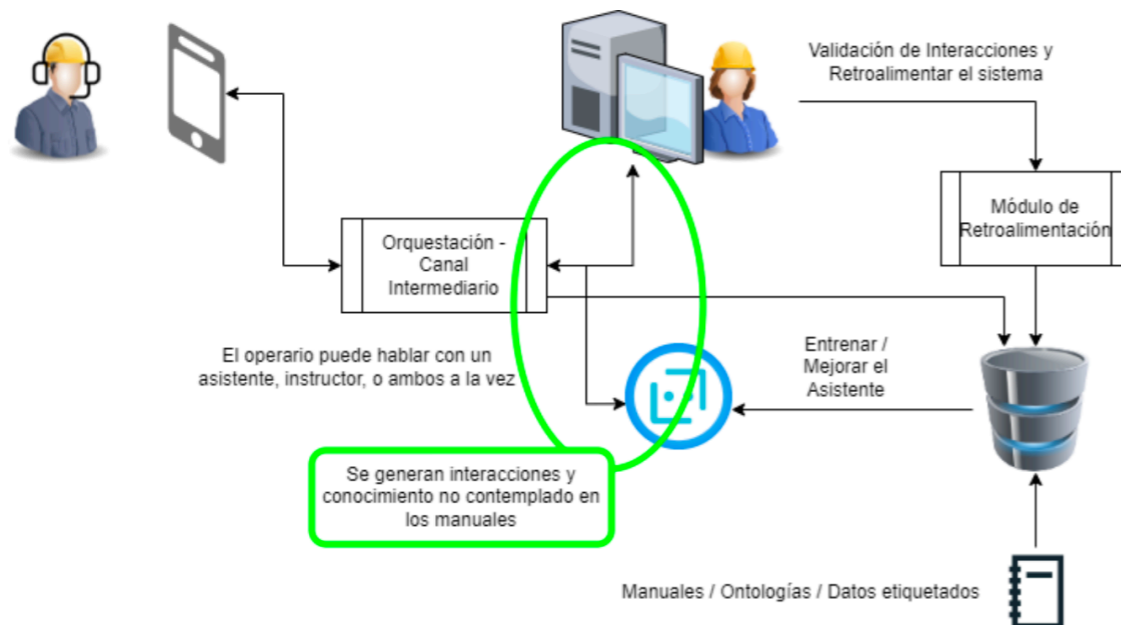 Validación de Interacciones y
Retroalimentar el sistema
Módulo de
Retroalimentación
Orquestación -
Canal
Intermediario
El operario puede hablar con un
asistente, instructor, o ambos a la vez
Entrenar /
Mejorar el
Asistente
Se generan interacciones y
conocimiento no contemplado en
los manuales
Manuales / Ontologías / Datos etiquetados